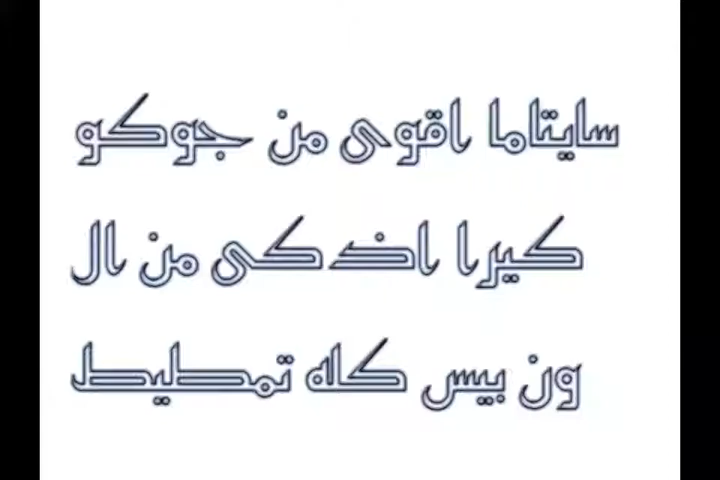 سايتاما اقوى من جوكو
كيرا اذكى من ال
ون بيس كله تمطيط